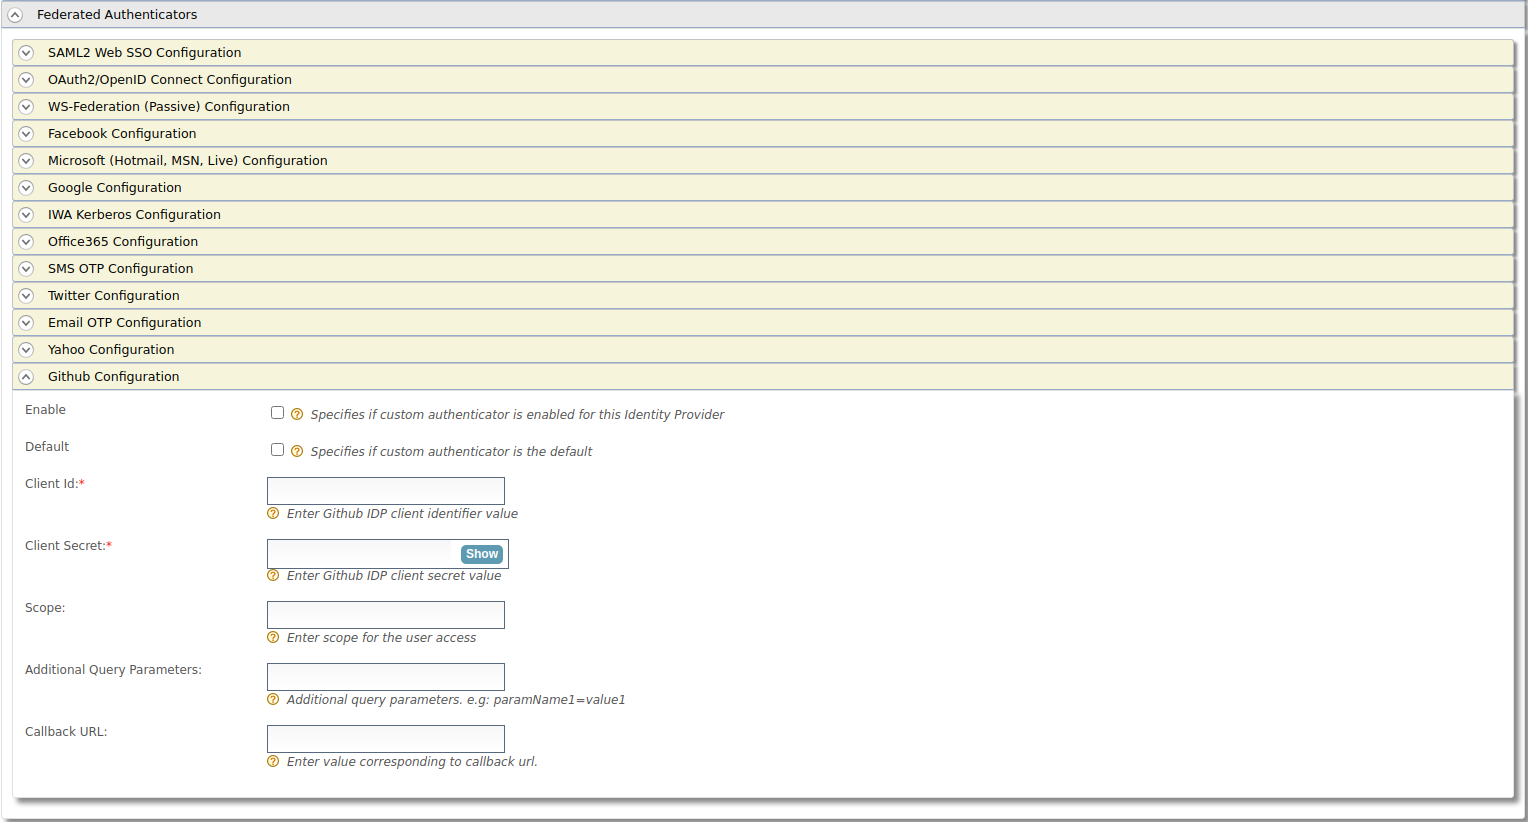 Federated Authenticators
SAML2 Web SSO Configuration
OAuth2/OpenID Connect Configuration
WS-Federation (Passive) Configuration
Facebook Configuration
Microsoft (Hotmail, MSN, Live) Configuration
Google Configuration
IWA Kerberos Configuration
Office365 Configuration
SMS OTP Configuration
Twitter Configuration
Email OTP Configuration
Yahoo Configuration
Github Configuration
Enable ? Specifies if custom authenticator is enabled for this Identity Provider
Default ? Specifies if custom authenticator is the default
Client Id:*
? Enter Github IDP client identifier value
Client Secret:* Show
? Enter Github IDP client secret value
Scope:
? Enter scope for the user access
Additional Query Parameters:
? Additional query parameters. e.g: paramName1=value1
Callback URL:
? Enter value corresponding to callback url.